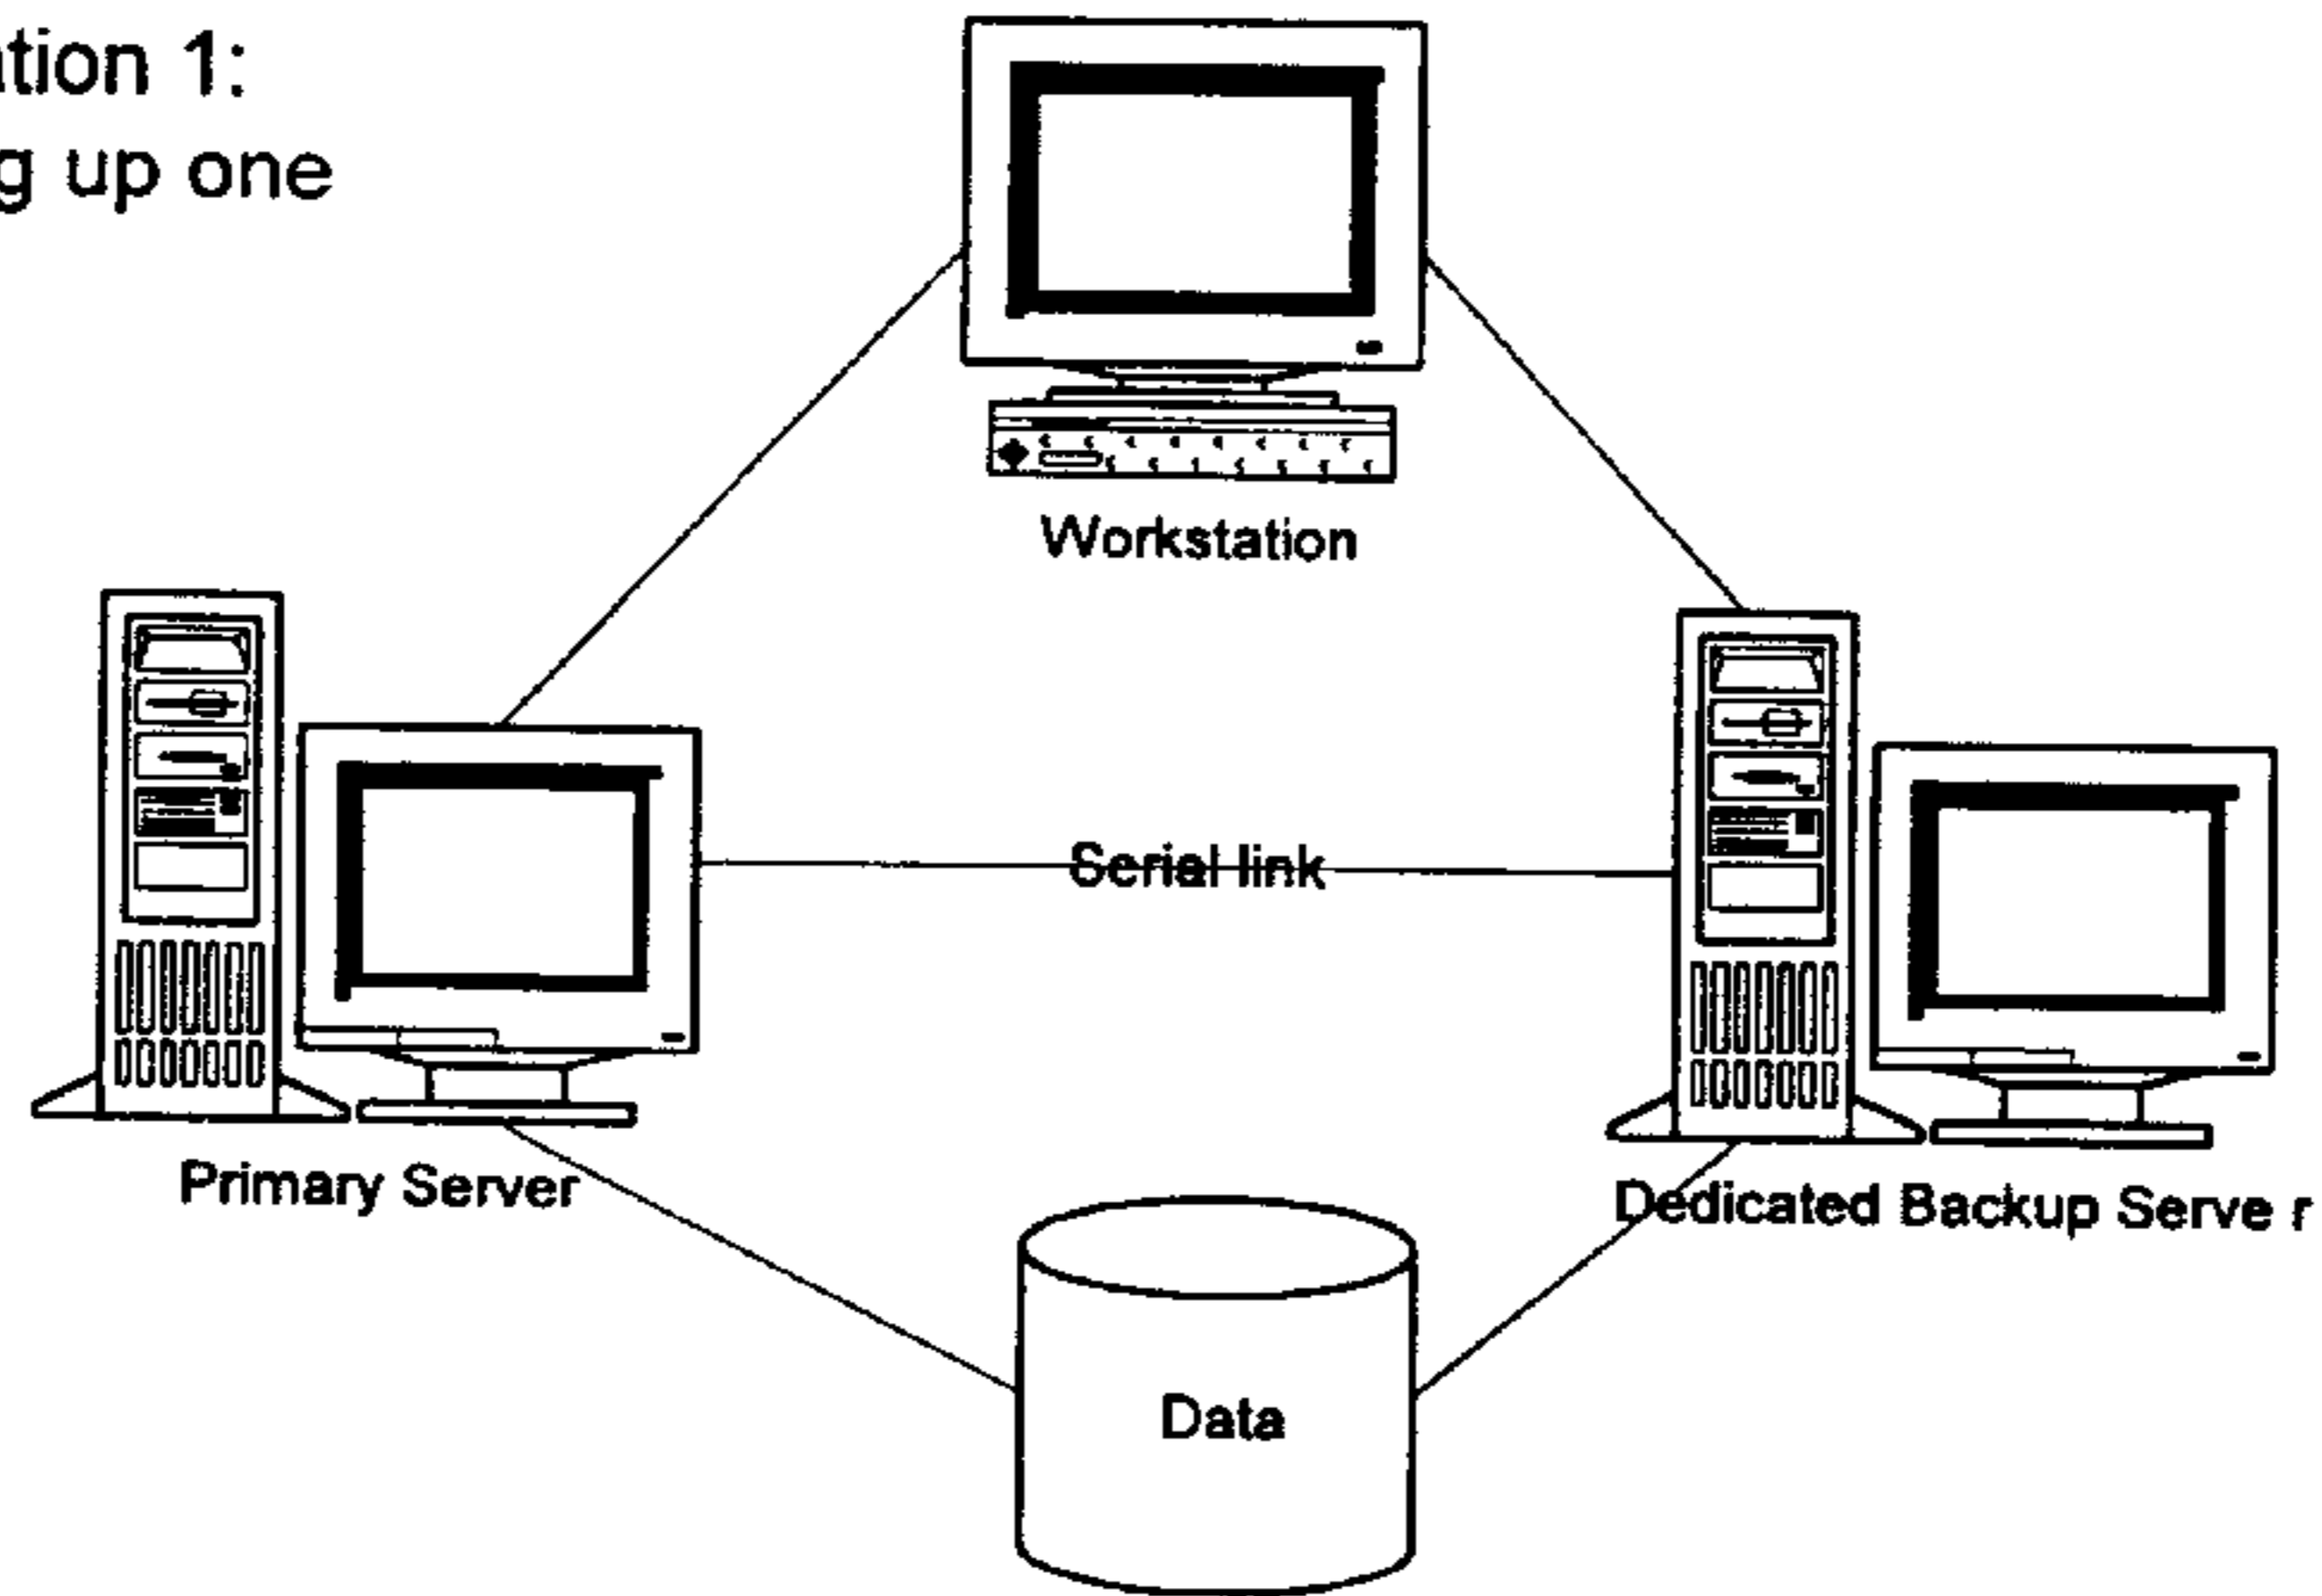 ation 1:
g up one
Workstation
Serial link
Primary Server
Dedicated Backup Serve r
Data